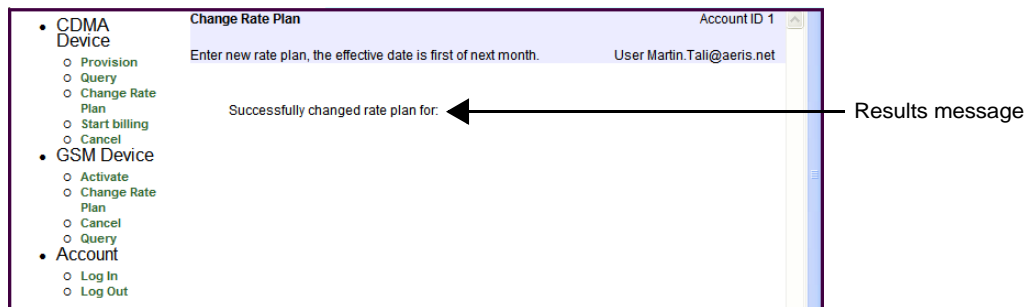 CDMA
Device
Provision
Query
Change Rate
Plan
Start billing
Cancel
GSM Device
Activate
Change Rate
Plan
Cancel
Query
Account
Log In
Log Out
Change Rate Plan
Account ID 1
Enter new rate plan, the effective date is first of next month.
User Martin.Tali@aeris.net
Successfully changed rate plan for:
Results message